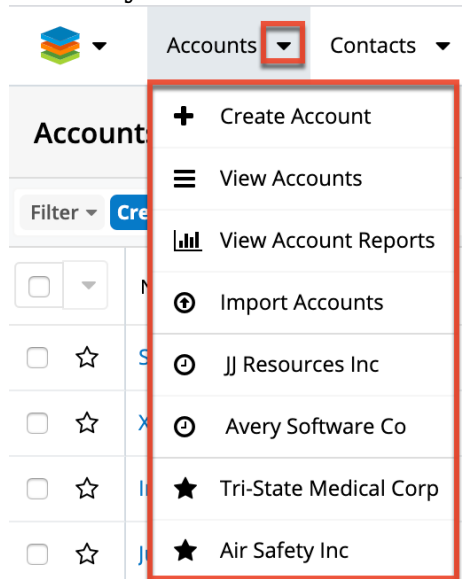 Accounts
Contacts
Create Account
View Accounts
View Account Reports
Import Accounts
JJ Resources Inc
Avery Software Co
Tri-State Medical Corp
Air Safety Inc
Filter